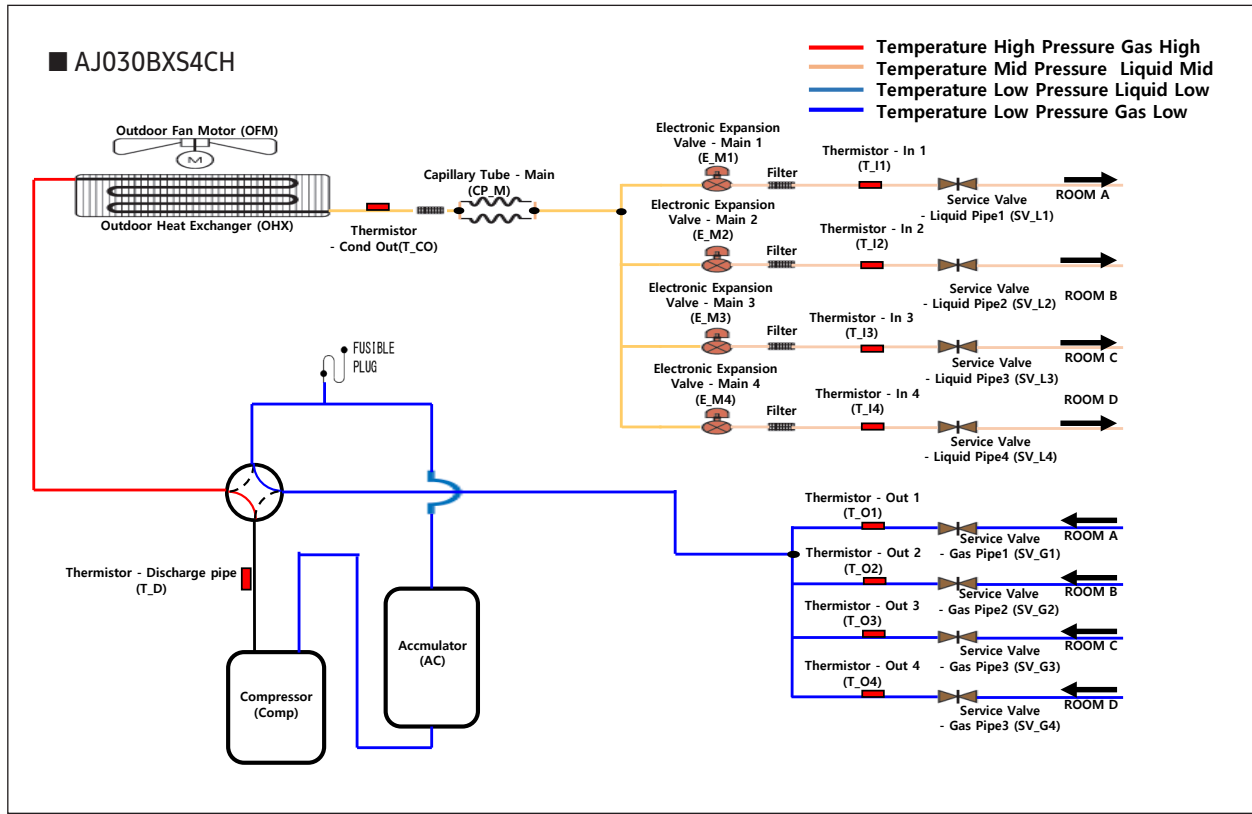 ■ AJ030BXS4CH
Temperature High Pressure Gas High
Temperature Mid Pressure Liquid Mid
Temperature Low Pressure Liquid Low
Temperature Low Pressure Gas Low
Outdoor Fan Motor (OFM)
M
Outdoor Heat Exchanger (OHX)
Thermistor
- Cond Out(T_CO)
Capillary Tube - Main
(CP_M)
Electronic Expansion
Valve - Main 1
(E_M1)
Filter
Thermistor - In 1
(T_I1)
Service Valve
- Liquid Pipe1 (SV_L1)
ROOM A
Electronic Expansion
Valve - Main 2
(E_M2)
Filter
Thermistor - In 2
(T_I2)
Service Valve
- Liquid Pipe2 (SV_L2)
ROOM B
Electronic Expansion
Valve - Main 3
(E_M3)
Filter
Thermistor - In 3
(T_I3)
Service Valve
- Liquid Pipe3 (SV_L3)
ROOM C
Electronic Expansion
Valve - Main 4
(E_M4)
Filter
Thermistor - In 4
(T_I4)
Service Valve
- Liquid Pipe4 (SV_L4)
ROOM D
FUSIBLE
PLUG
Thermistor - Discharge pipe
(T_D)
Compressor
(Comp)
Accmulator
(AC)
Thermistor - Out 1
(T_O1)
Service Valve
- Gas Pipe1 (SV_G1)
ROOM A
Thermistor - Out 2
(T_O2)
Service Valve
- Gas Pipe2 (SV_G2)
ROOM B
Thermistor - Out 3
(T_O3)
Service Valve
- Gas Pipe3 (SV_G3)
ROOM C
Thermistor - Out 4
(T_O4)
Service Valve
- Gas Pipe3 (SV_G4)
ROOM D